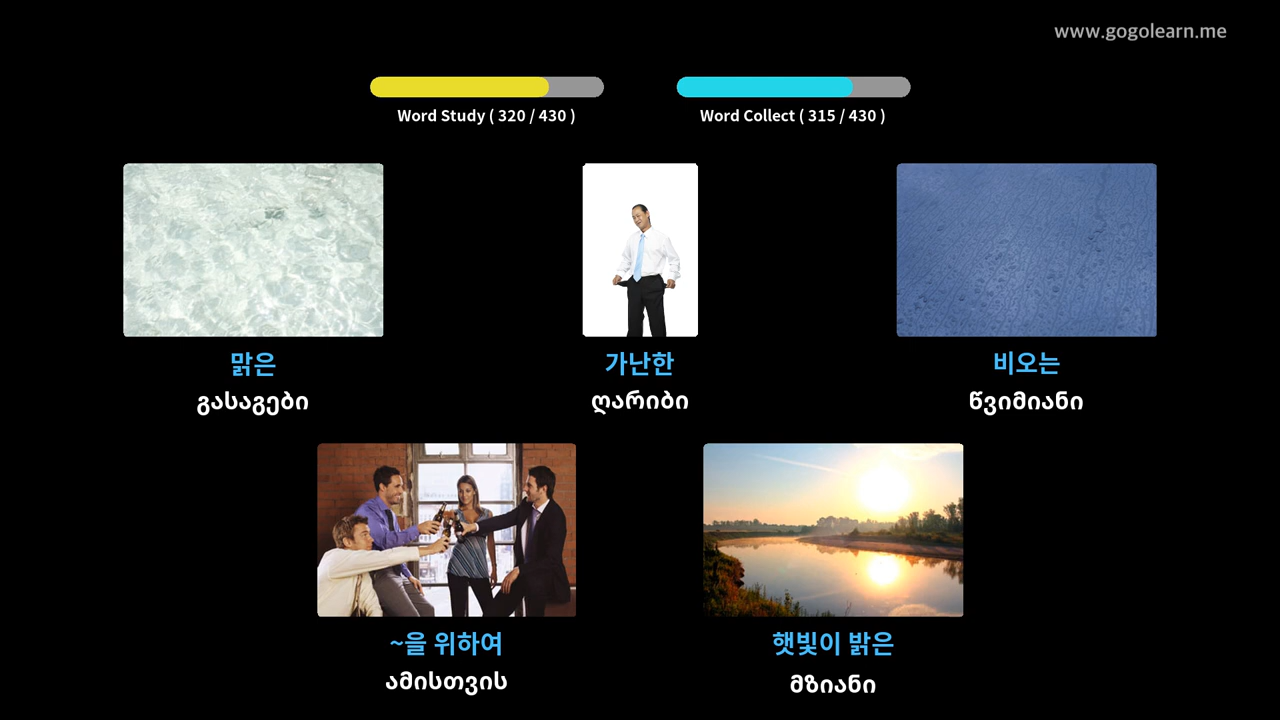 www.gogolearn.me
Word Study ( 320 / 430 )
Word Collect ( 315 / 430 )
맑은
가난한
비오는
გასაგები
ღარიბი
წვიმიანი
~을 위하여
햇빛이 밝은
ამისთვის
მზიანი